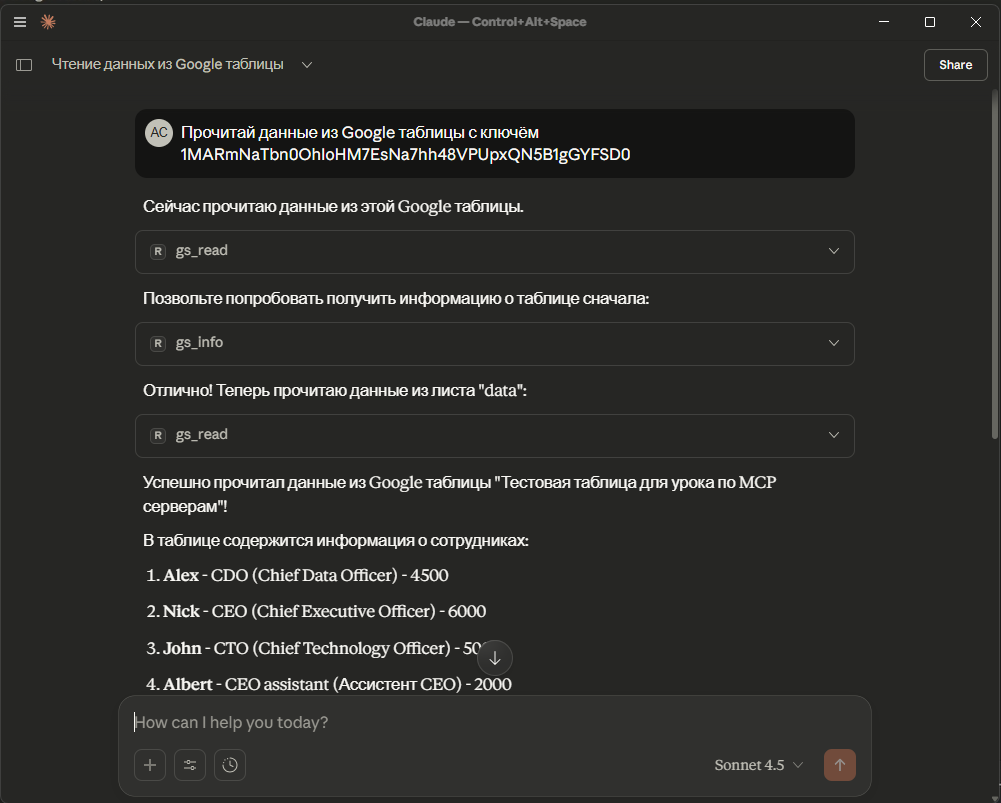 Claude — Control+Alt+Space
Чтение данных из Google таблицы
Share
AC
Прочитай данные из Google таблицы с ключём
1MARmNaTbn0OhIoHM7EsNa7hh48VPUpxQN5B1gGYFSD0
Сейчас прочитаю данные из этой Google таблицы.
R gs_read
Позвольте попробовать получить информацию о таблице сначала:
R gs_info
Отлично! Теперь прочитаю данные из листа "data":
R gs_read
Успешно прочитал данные из Google таблицы "Тестовая таблица для урока по MCP
серверам"!
В таблице содержится информация о сотрудниках:
1. Alex - CDO (Chief Data Officer) - 4500
2. Nick - CEO (Chief Executive Officer) - 6000
3. John - CTO (Chief Technology Officer) -
4. Albert - CEO assistant (Ассистент CEO) - 2000
How can I help you today?
Sonnet 4.5